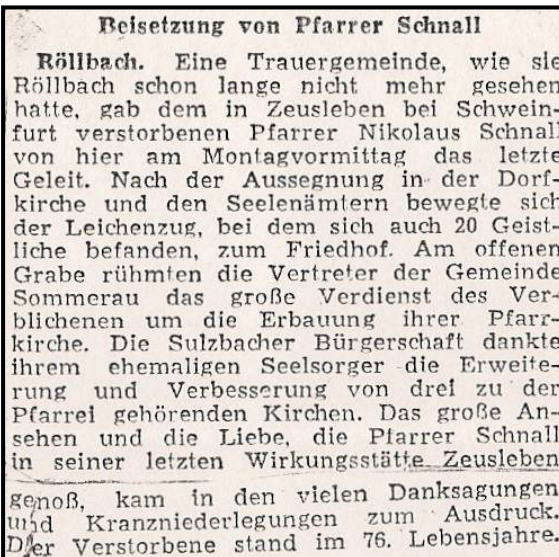 Beisetzung von Pfarrer Schnall
Röllbach. Eine Trauergemeinde, wie sie
Röllbach schon lange nicht mehr gesehen
hatte, gab dem in Zeusleben bei Schwein-
furt verstorbenen Pfarrer Nikolaus Schnall
von hier am Montagvormittag das letzte
Geleit. Nach der Aussegnung in der Dorf-
kirche und den Seelenämtern bewegte sich
der Leichenzug, bei dem sich auch 20 Geist-
liche befanden, zum Friedhof. Am offenen
Grabe rühmten die Vertreter der Gemeinde
Sommerau das große Verdienst des Ver-
blichenen um die Erbauung ihrer Pfarr-
kirche. Die Sulzbacher Bürgerschaft dankte
ihrem ehemaligen Seelsorger die Erweite-
rung und Verbesserung von drei zu der
Pfarrei gehörenden Kirchen. Das große An-
sehen und die Liebe, die Pfarrer Schnall
in seiner letzten Wirkungsstätte Zeusleben
genoß, kam in den vielen Danksagungen
und Kranzniederlegungen zum Ausdruck.
Der Verstorbene stand im 76. Lebensjahre